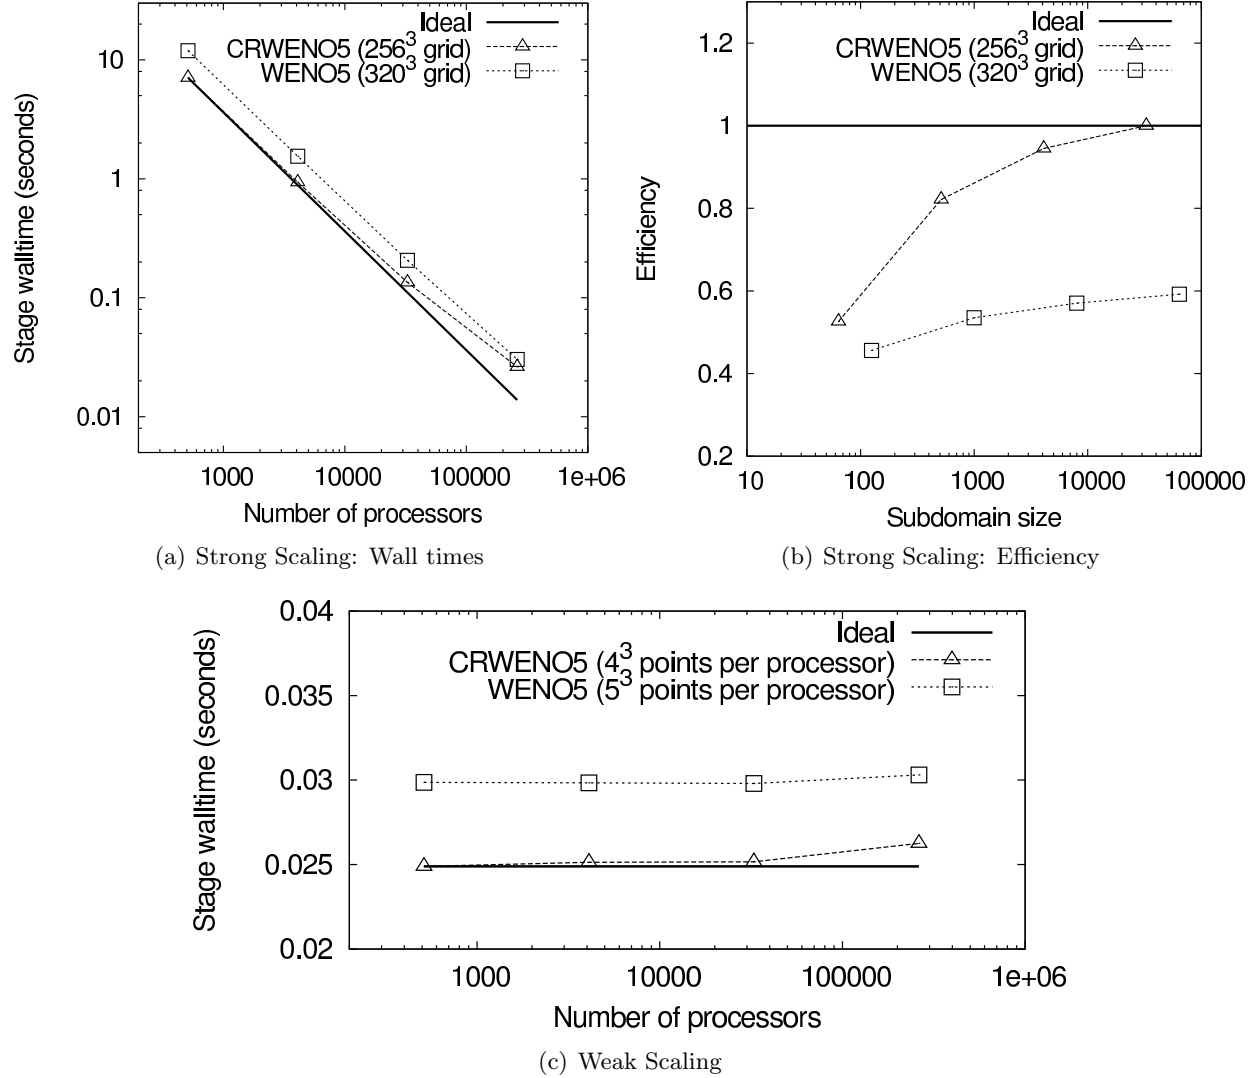 Ideal
CRWENO5 (256³ grid)
WENO5 (320³ grid)
10
1
0.1
0.01
Stage walltime (seconds)
1000 10000 100000 1e+06
Number of processors
(a) Strong Scaling: Wall times
Ideal
CRWENO5 (256³ grid)
WENO5 (320³ grid)
1.2
1
0.8
0.6
0.4
0.2
Efficiency
10 100 1000 10000 100000
Subdomain size
(b) Strong Scaling: Efficiency
Ideal
CRWENO5 (4³ points per processor)
WENO5 (5³ points per processor)
0.04
0.035
0.03
0.025
0.02
Stage walltime (seconds)
1000 10000 100000 1e+06
Number of processors
(c) Weak Scaling